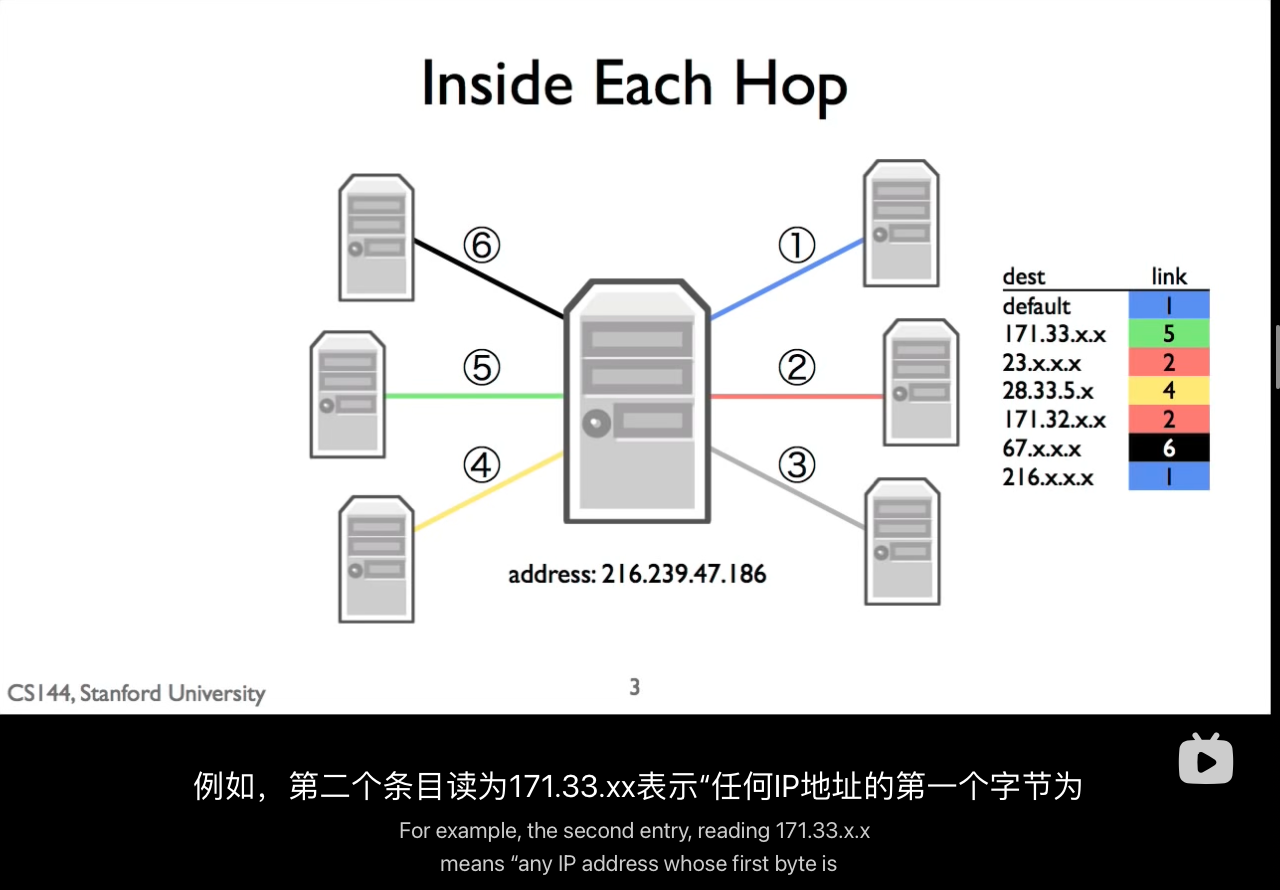 Inside Each Hop
⑥
①
⑤
②
④
③
dest link
default 1
171.33.x.x 5
23.x.x.x 2
28.33.5.x 4
171.32.x.x 2
67.x.x.x 6
216.x.x.x 1
address: 216.239.47.186
CS144, Stanford University
3
例如，第二个条目读为171.33.xx表示“任何IP地址的第一个字节为
For example, the second entry, reading 171.33.x.x
means “any IP address whose first byte is